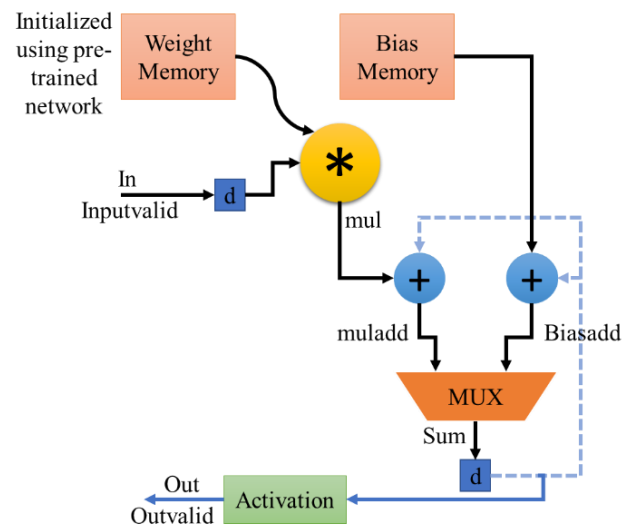 Initialized
using pre-
trained
network
Weight
Memory
Bias
Memory
*
In
Inputvalid
d
mul
+
+
muladd
Biasadd
MUX
Sum
d
Out
Outvalid
Activation